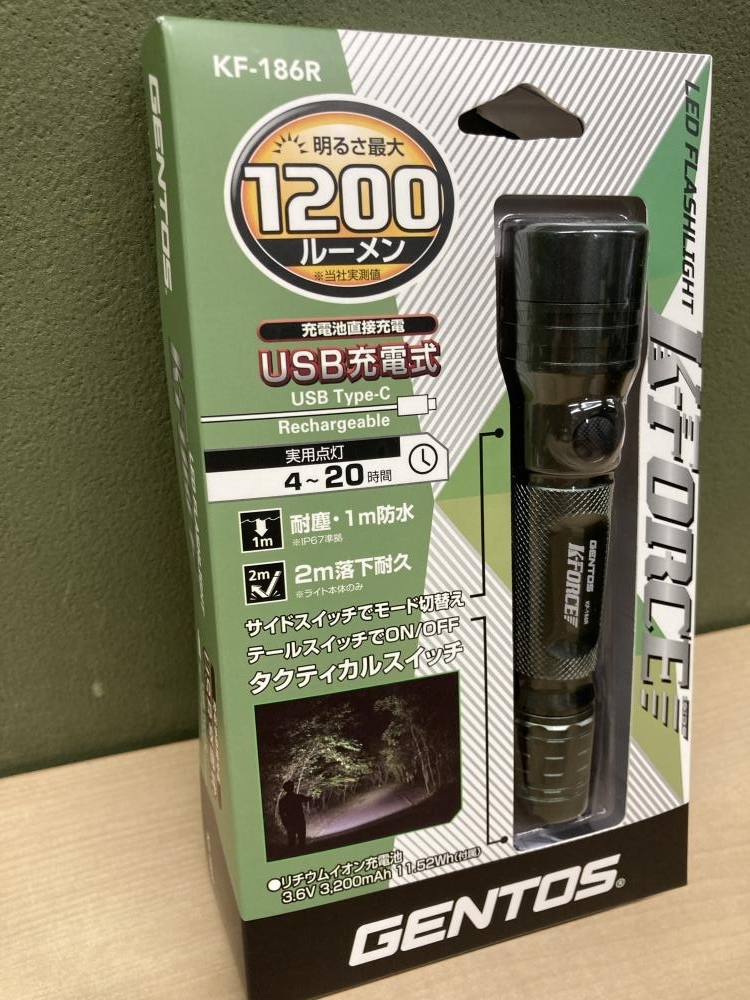 KF-186R
明るさ最大
1200
ルーメン
※当社実測値
充電池直接充電
USB充電式
USB Type-C
Rechargeable
実用点灯
4~20時間
1m
耐塵・1m防水
※IP67準拠
2m
2m落下耐久
※ライト本体のみ
サイドスイッチでモード切替え
テールスイッチでON/OFF
タクティカルスイッチ
●リチウムイオン充電池
3.6V 3,200mAh 11.52Wh(付属)
GENTOS®
LED FLASHLIGHT
K-FORCE
GENTOS
K-FORCE
KF-186R
GENTOS